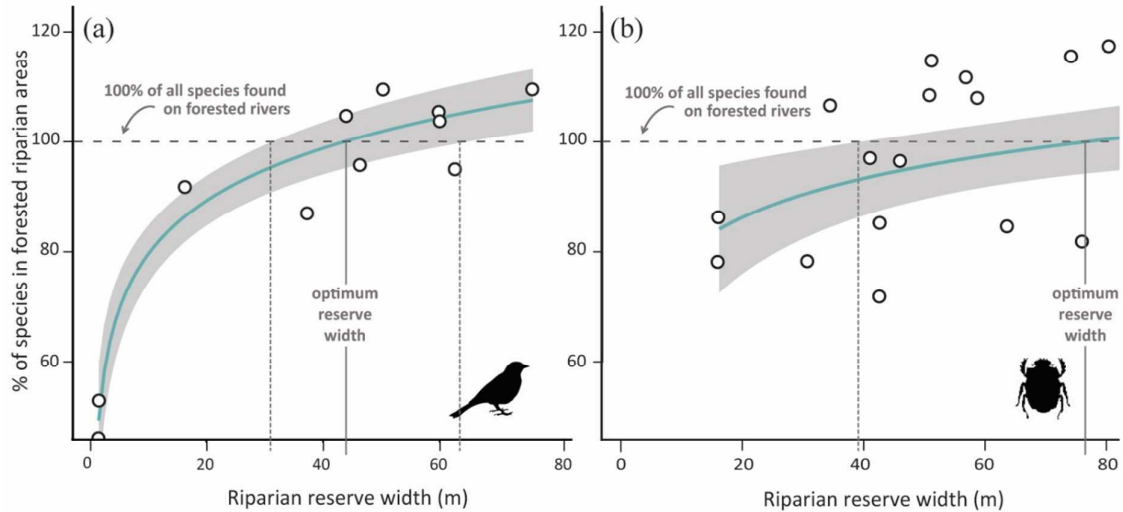 % of species in forested riparian areas
120
100
80
60
(a)
100% of all species found
on forested rivers
optimum
reserve
width
0 20 40 60 80
Riparian reserve width (m)
120
100
80
60
(b)
100% of all species found
on forested rivers
optimum
reserve
width
0 20 40 60 80
Riparian reserve width (m)